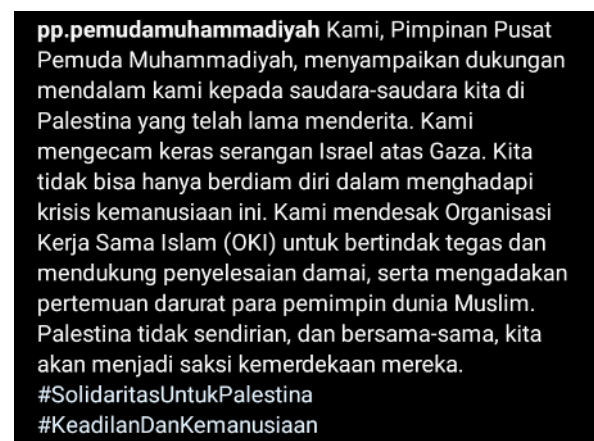 pp.pemudamuhammadiyah Kami, Pimpinan Pusat
Pemuda Muhammadiyah, menyampaikan dukungan
mendalam kami kepada saudara-saudara kita di
Palestina yang telah lama menderita. Kami
mengecam keras serangan Israel atas Gaza. Kita
tidak bisa hanya berdiam diri dalam menghadapi
krisis kemanusiaan ini. Kami mendesak Organisasi
Kerja Sama Islam (OKI) untuk bertindak tegas dan
mendukung penyelesaian damai, serta mengadakan
pertemuan darurat para pemimpin dunia Muslim.
Palestina tidak sendirian, dan bersama-sama, kita
akan menjadi saksi kemerdekaan mereka.
#SolidaritasUntukPalestina
#KeadilanDanKemanusiaan